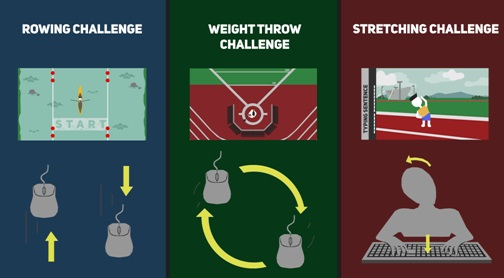 ROWING CHALLENGE
WEIGHT THROW
CHALLENGE
STRETCHING CHALLENGE
START
TYPING SENTENCE